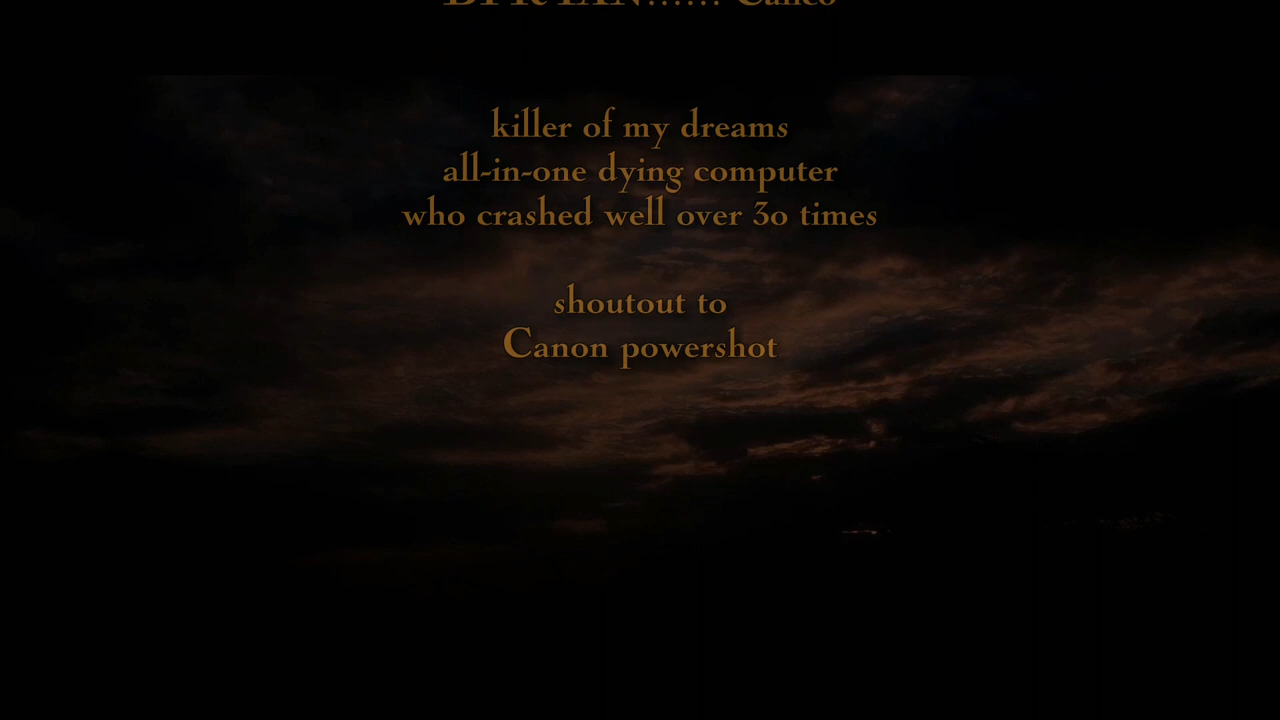 killer of my dreams
all-in-one dying computer
who crashed well over 30 times
shoutout to
Canon powershot